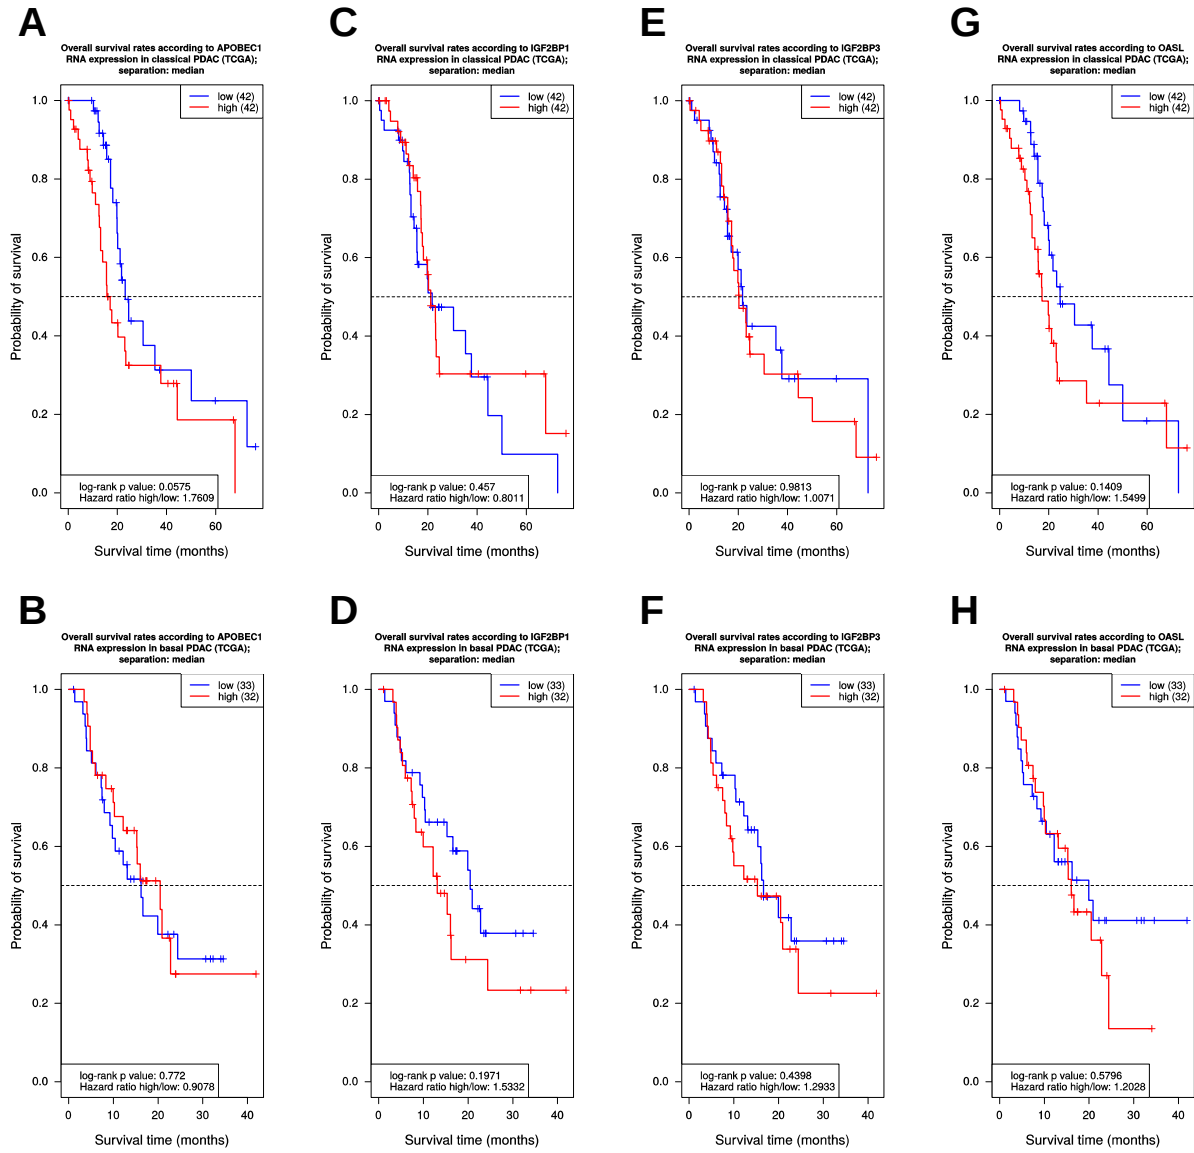 A
Overall survival rates according to APOBEC1
RNA expression in classical PDAC (TCGA);
separation: median
low (42)
high (42)
Probability of survival
1.0
0.8
0.6
0.4
0.2
0.0
log-rank p value: 0.0575
Hazard ratio high/low: 1.7609
0 20 40 60
Survival time (months)
C
Overall survival rates according to IGF2BP1
RNA expression in classical PDAC (TCGA);
separation: median
low (42)
high (42)
Probability of survival
1.0
0.8
0.6
0.4
0.2
0.0
log-rank p value: 0.457
Hazard ratio high/low: 0.8011
0 20 40 60
Survival time (months)
E
Overall survival rates according to IGF2BP3
RNA expression in classical PDAC (TCGA);
separation: median
low (42)
high (42)
Probability of survival
1.0
0.8
0.6
0.4
0.2
0.0
log-rank p value: 0.9813
Hazard ratio high/low: 1.0071
0 20 40 60
Survival time (months)
G
Overall survival rates according to OASL
RNA expression in classical PDAC (TCGA);
separation: median
low (42)
high (42)
Probability of survival
1.0
0.8
0.6
0.4
0.2
0.0
log-rank p value: 0.1409
Hazard ratio high/low: 1.5499
0 20 40 60
Survival time (months)
B
Overall survival rates according to APOBEC1
RNA expression in basal PDAC (TCGA);
separation: median
low (33)
high (32)
Probability of survival
1.0
0.8
0.6
0.4
0.2
0.0
log-rank p value: 0.772
Hazard ratio high/low: 0.9078
0 10 20 30 40
Survival time (months)
D
Overall survival rates according to IGF2BP1
RNA expression in basal PDAC (TCGA);
separation: median
low (33)
high (32)
Probability of survival
1.0
0.8
0.6
0.4
0.2
0.0
log-rank p value: 0.1971
Hazard ratio high/low: 1.5332
0 10 20 30 40
Survival time (months)
F
Overall survival rates according to IGF2BP3
RNA expression in basal PDAC (TCGA);
separation: median
low (33)
high (32)
Probability of survival
1.0
0.8
0.6
0.4
0.2
0.0
log-rank p value: 0.4398
Hazard ratio high/low: 1.2933
0 10 20 30 40
Survival time (months)
H
Overall survival rates according to OASL
RNA expression in basal PDAC (TCGA);
separation: median
low (33)
high (32)
Probability of survival
1.0
0.8
0.6
0.4
0.2
0.0
log-rank p value: 0.5796
Hazard ratio high/low: 1.2028
0 10 20 30 40
Survival time (months)